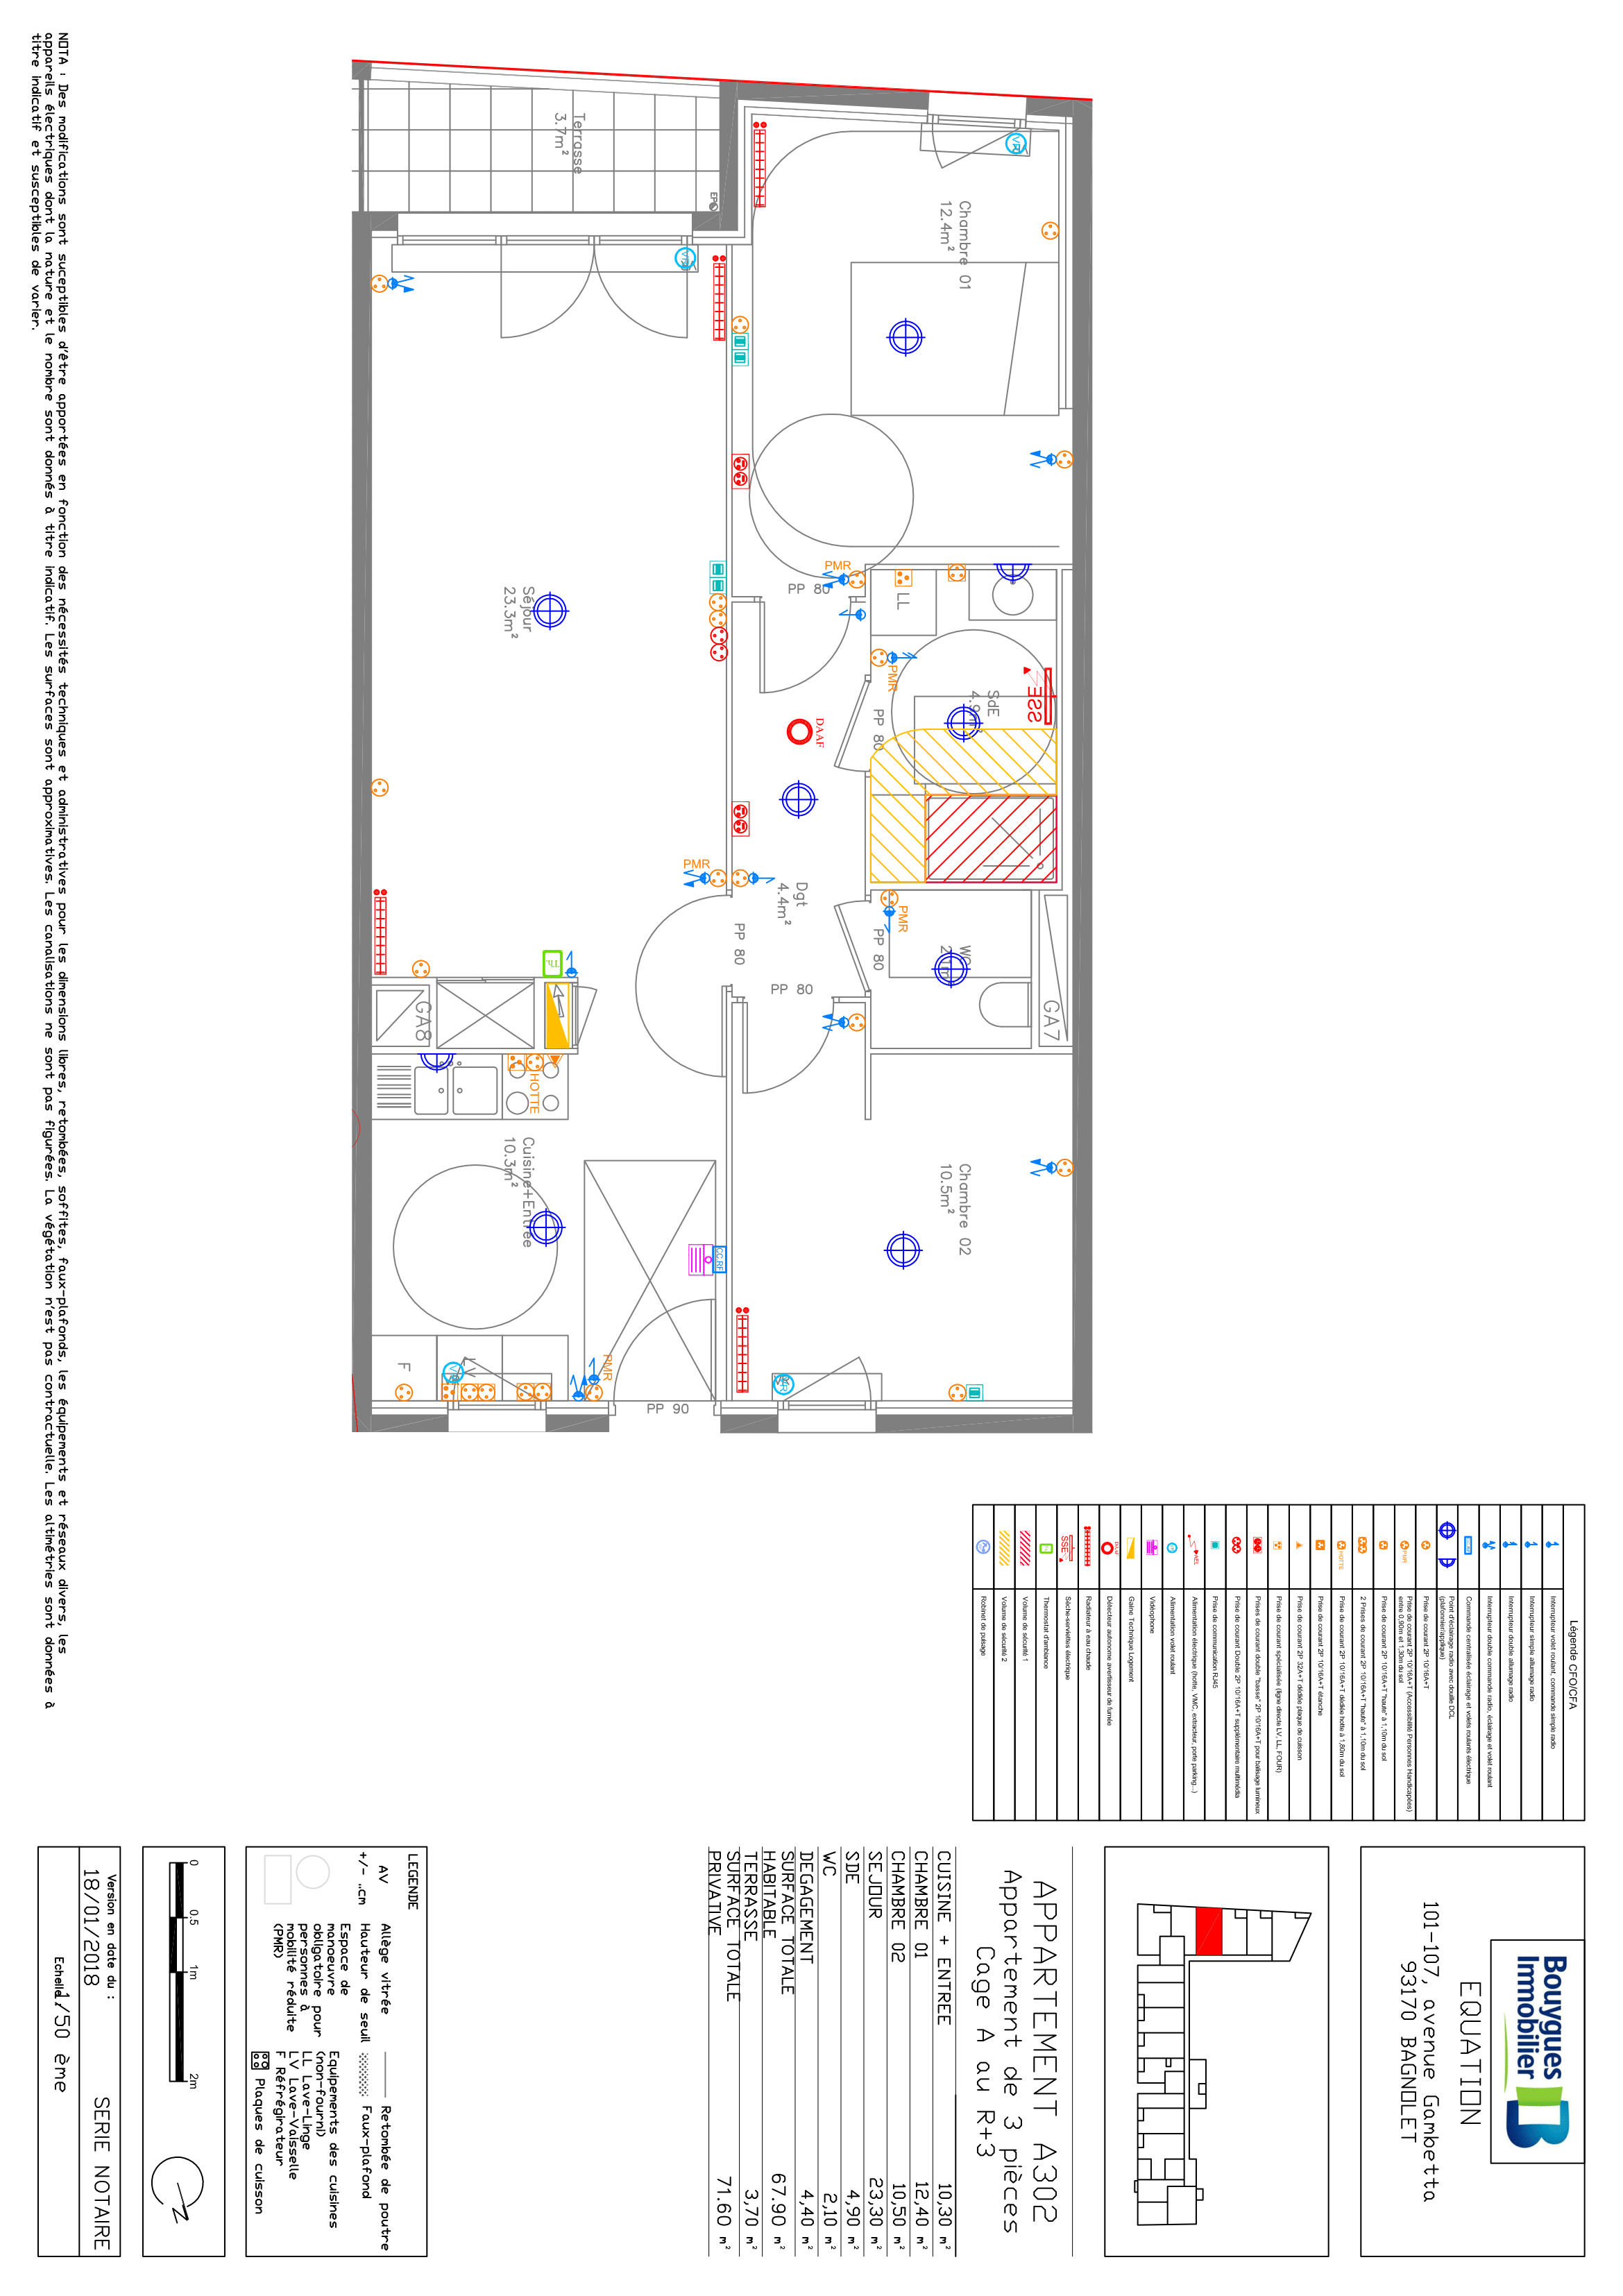 Bouygues
Immobilier
EQUATION
101-107, avenue Gambetta
93170 BAGNOLET
APPARTEMENT A302
Appartement de 3 pièces
Cage A au R+3
CUISINE + ENTREE 10,30 m²
CHAMBRE 01 12,40 m²
CHAMBRE 02 10,50 m²
SEJOUR 23,30 m²
SDE 4,90 m²
WC 2,10 m²
DEGAGEMENT 4,40 m²
SURFACE TOTALE
HABITABLE 67.90 m²
TERRASSE 3,70 m²
SURFACE TOTALE
PRIVATIVE 71.60 m²
LEGENDE
AV Allège vitrée
+/- ..cm Hauteur de seuil
Espace de
manoeuvre
obligatoire pour
personnes à
mobilité réduite
(PMR)
Retombée de poutre
Faux-plafond
Equipements des cuisines
(non-fourni)
LL Lave-Linge
LV Lave-Vaisselle
F Réfrigérateur
Plaques de cuisson
0 0.5 1m 2m
Version en date du :
18/01/2018
SERIE NOTAIRE
Echelle 1/50 ème
Légende CFO/CFA
Interrupteur volet roulant, commande simple radio
Interrupteur simple allumage radio
Interrupteur double allumage radio
Interrupteur double commande radio, éclairage et volet roulant
Commande centralisée éclairage et volets roulants électrique
Point d'éclairage radio avec douille DCL
(plafonnier/applique)
Prise de courant 2P 10/16A+T
Prise de courant 2P 10/16A+T (Accessibilité Personnes Handicapées)
entre 0,90m et 1,30m du sol
Prise de courant 2P 10/16A+T "haute" à 1,10m du sol
2 Prises de courant 2P 10/16A+T "haute" à 1,10m du sol
Prise de courant 2P 10/16A+T dédiée hotte à 1,80m du sol
Prise de courant 2P 10/16A+T étanche
Prise de courant 2P 32A+T dédiée plaque de cuisson
Prise de courant spécialisée (ligne directe LV, LL, FOUR)
Prises de courant double "basse" 2P 10/16A+T pour balisage lumineux
Prise de courant Double 2P 10/16A+T supplémentaire multimédia
Prise de communication RJ45
Alimentation électrique (hotte, VMC, extracteur, porte parking...)
Alimentation volet roulant
Vidéophone
Gaine Technique Logement
Détecteur autonome avertisseur de fumée
Radiateur à eau chaude
Sèche-serviettes électrique
Thermostat d'ambiance
Volume de sécurité 1
Volume de sécurité 2
Robinet de puisage
PMR
HOTTE
SSE
DAAF
Terrasse
3.7m²
EP
Chambre 01
12.4m²
VR
Séjour
23.3m²
VR
PP 80
PMR
LL
PMR
SdE
SSE
PP 80
DAAF
Dgt
4.4m²
PMR
PP 80
PMR
PP 80
WC
PP 80
GA7
GA8
HOTTE
Cuisine+Entrée
10.3m²
Chambre 02
10.5m²
F
VR
PMR
PP 90
VR
NOTA : Des modifications sont suceptibles d'être apportées en fonction des nécessités techniques et administratives pour les dimensions libres, retombées, soffites, faux-plafonds, les équipements et réseaux divers, les
appareils électriques dont la nature et le nombre sont donnés à titre indicatif. Les surfaces sont approximatives. Les canalisations ne sont pas figurées. La végétation n'est pas contractuelle. Les altimétries sont données à
titre indicatif et susceptibles de varier.